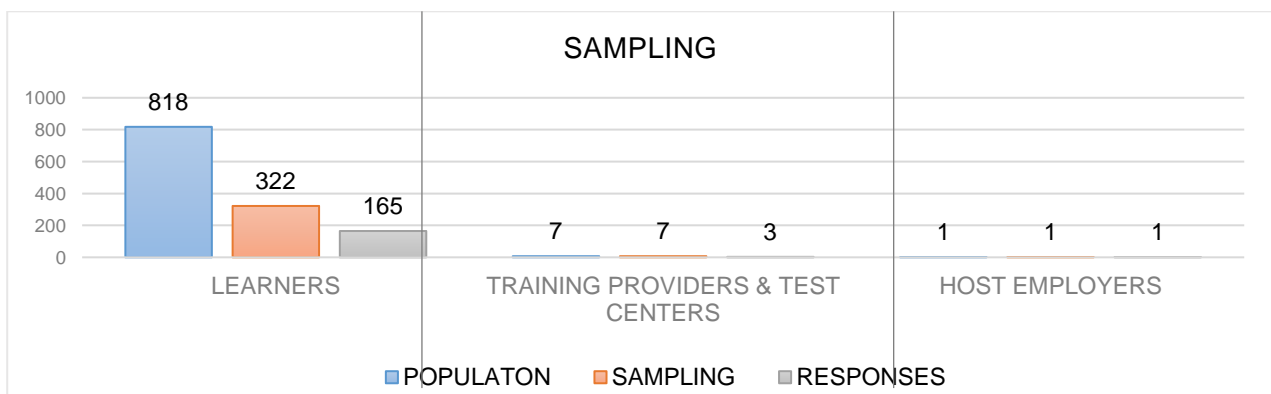 SAMPLING
1000
800
600
400
200
0
818
322
165
7
7
3
1
1
1
LEARNERS
TRAINING PROVIDERS & TEST
CENTERS
HOST EMPLOYERS
POPULATON
SAMPLING
RESPONSES